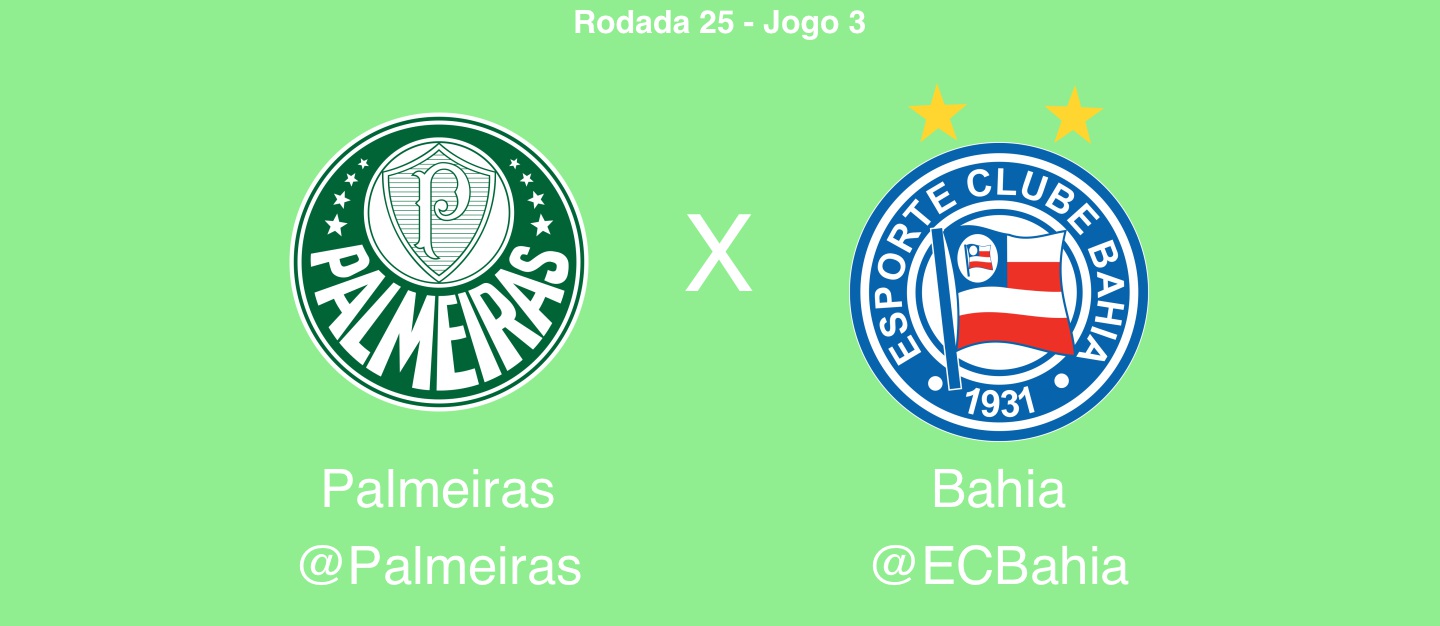 Rodada 25 - Jogo 3
P
PALMEIRAS
X
ESPORTE CLUBE BAHIA
1931
Palmeiras
Bahia
@Palmeiras
@ECBahia